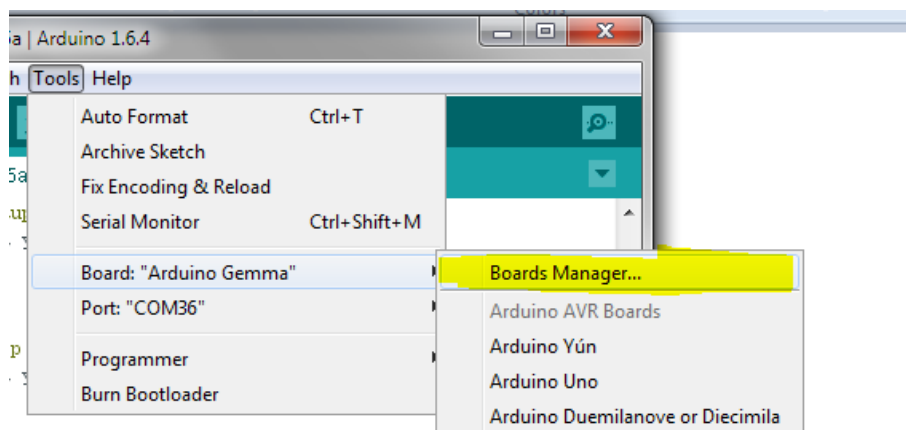 5a | Arduino 1.6.4
h Tools Help
Auto Format Ctrl+T
Archive Sketch
Fix Encoding & Reload
Serial Monitor Ctrl+Shift+M
Board: "Arduino Gemma"
Port: "COM36"
Programmer
Burn Bootloader
Boards Manager...
Arduino AVR Boards
Arduino Yún
Arduino Uno
Arduino Duemilanove or Diecimila